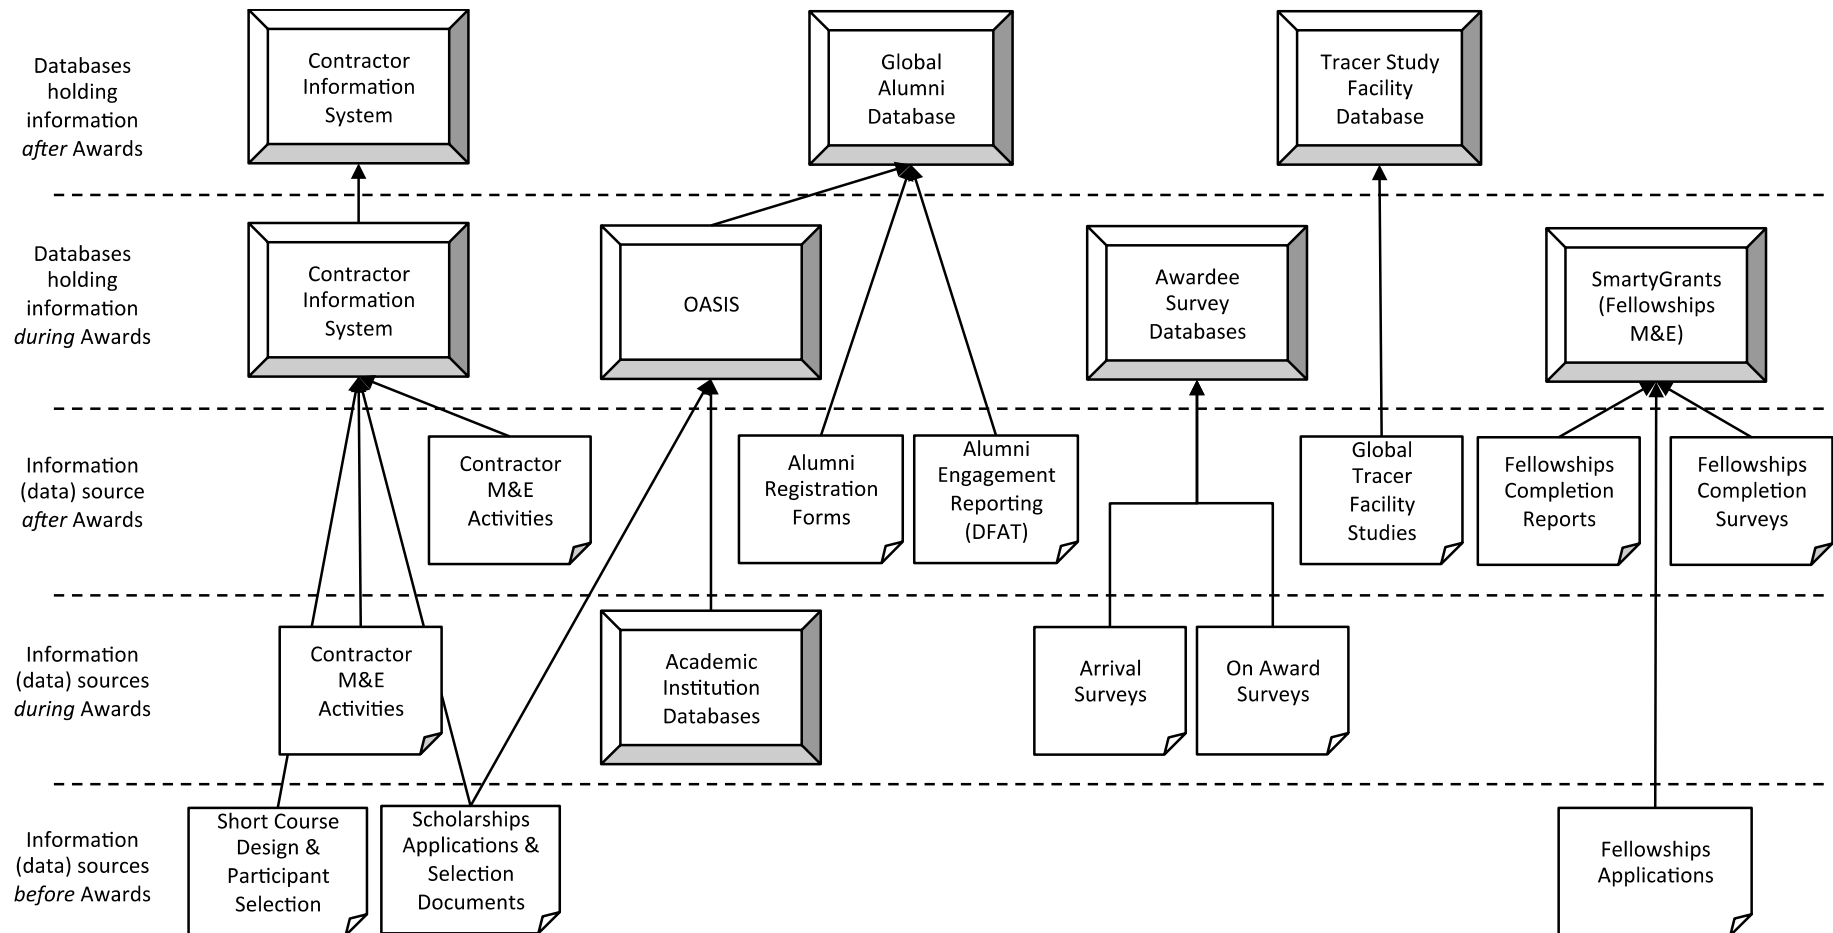 Databases
holding
information
after Awards
Contractor
Information
System
Global
Alumni
Database
Tracer Study
Facility
Database
Databases
holding
information
during Awards
Contractor
Information
System
OASIS
Awardee
Survey
Databases
SmartyGrants
(Fellowships
M&E)
Information
(data) source
after Awards
Contractor
M&E
Activities
Alumni
Registration
Forms
Alumni
Engagement
Reporting
(DFAT)
Global
Tracer
Facility
Studies
Fellowships
Completion
Reports
Fellowships
Completion
Surveys
Information
(data) sources
during Awards
Contractor
M&E
Activities
Academic
Institution
Databases
Arrival
Surveys
On Award
Surveys
Information
(data) sources
before Awards
Short Course
Design &
Participant
Selection
Scholarships
Applications &
Selection
Documents
Fellowships
Applications